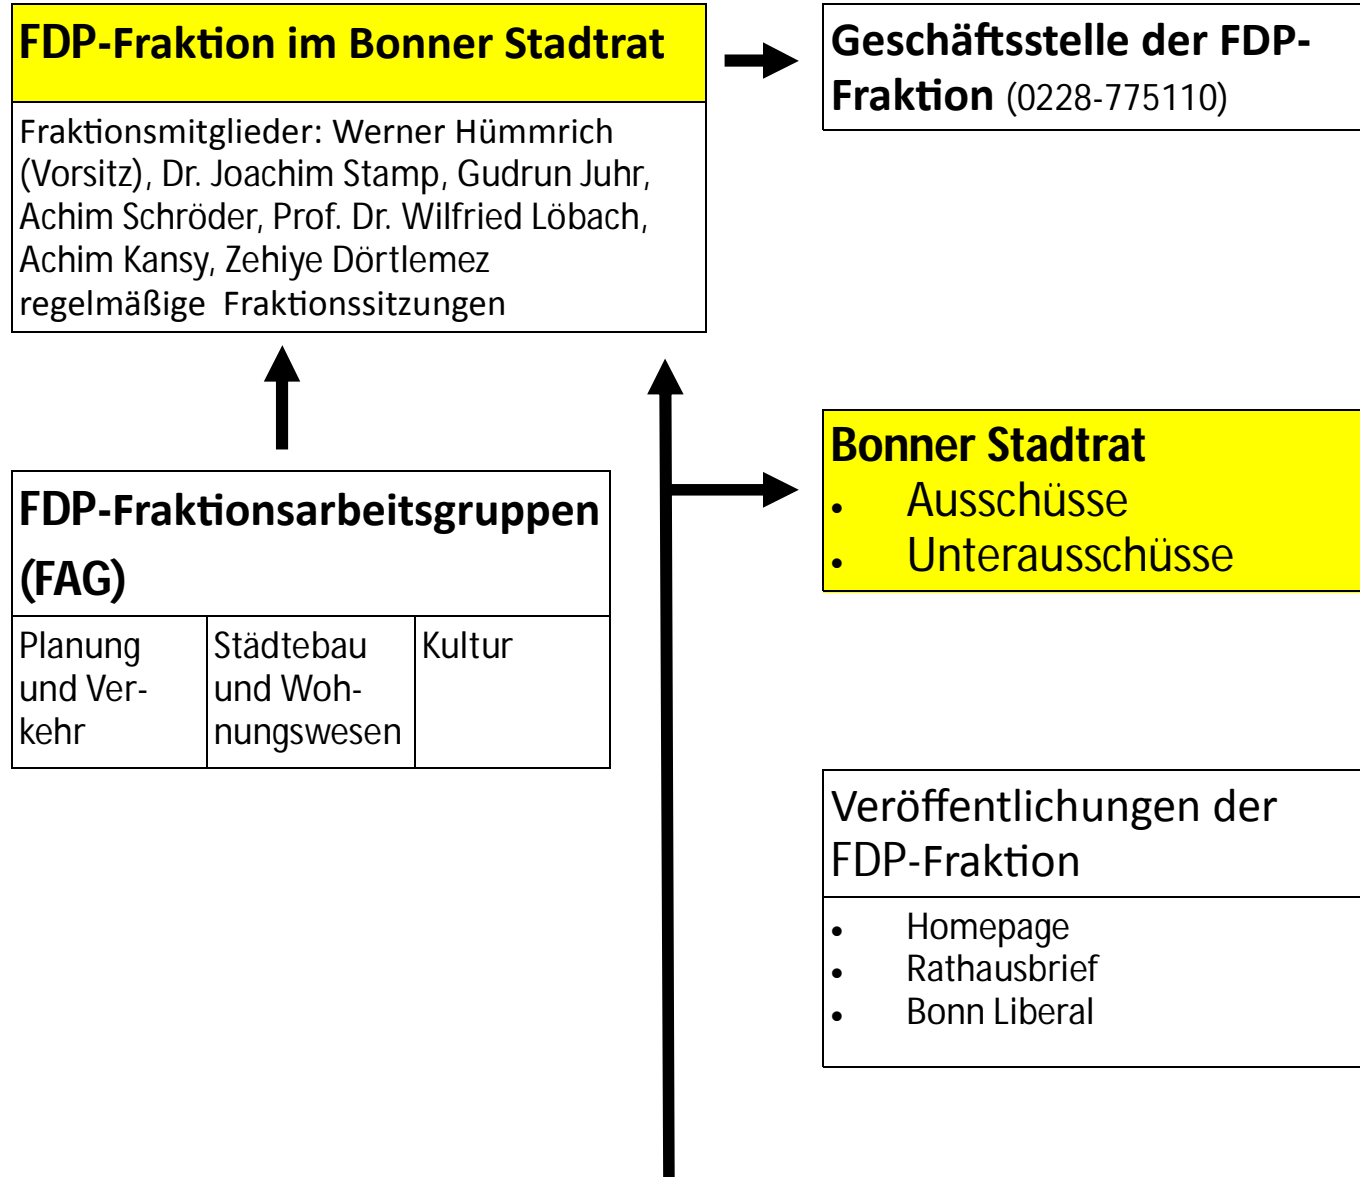 FDP-Fraktion im Bonner Stadtrat
Fraktionsmitglieder: Werner Hümmrich
(Vorsitz), Dr. Joachim Stamp, Gudrun Juhr,
Achim Schröder, Prof. Dr. Wilfried Löbach,
Achim Kansy, Zehiye Dörtlemez
regelmäßige Fraktionssitzungen
Geschäftsstelle der FDP-
Fraktion (0228-775110)
FDP-Fraktionsarbeitsgruppen
(FAG)
Planung
und Ver-
kehr
Städtebau
und Woh-
nungswesen
Kultur
Bonner Stadtrat
• Ausschüsse
• Unterausschüsse
Veröffentlichungen der
FDP-Fraktion
• Homepage
• Rathausbrief
• Bonn Liberal